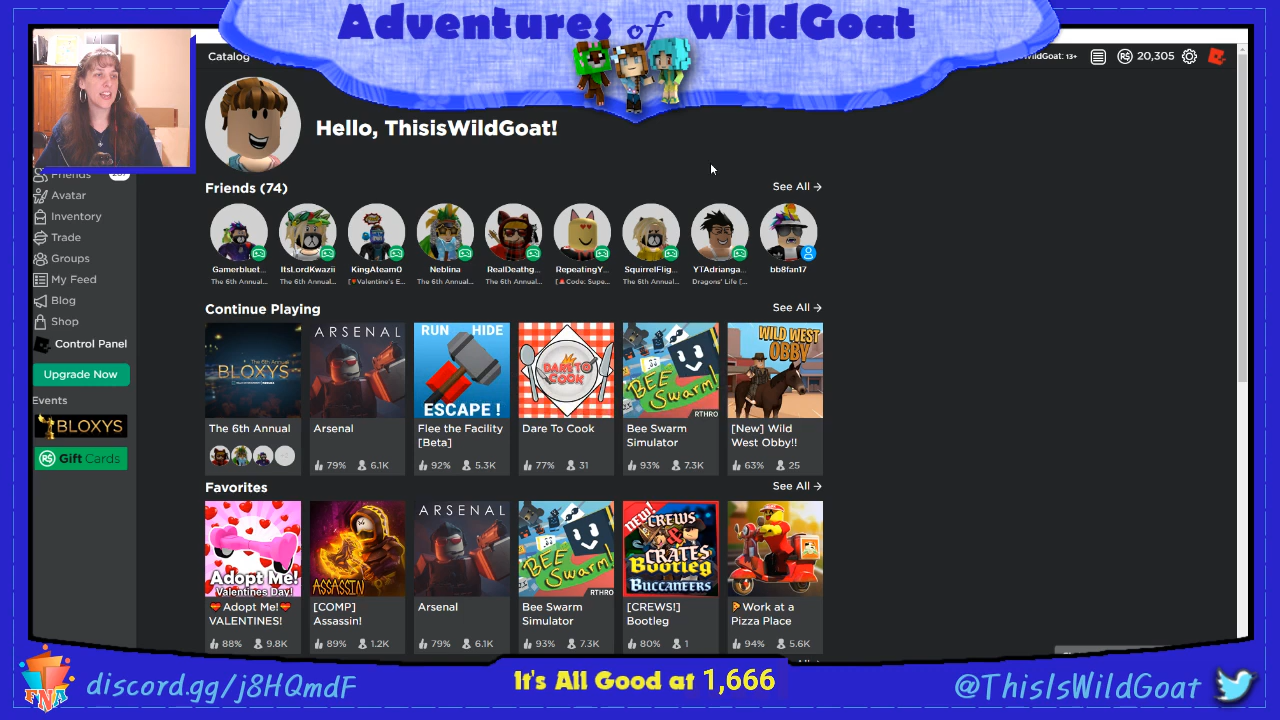 Adventures of WildGoat
Catalog
WildGoat: 13+
20,305
Hello, ThisisWildGoat!
Friends
Avatar
Inventory
Trade
Groups
My Feed
Blog
Shop
Control Panel
Upgrade Now
Events
BLOXYS
Gift Cards
Friends (74)
See All →
Gamerbluet...
ItsLordKwazii
KingATeam0
Neblina
RealDeathg...
RepeatingY...
SquirrelFlig...
YTAdrianga...
bb8fan17
The 6th Annual...
The 6th Annual...
[♥Valentine's E...
The 6th Annual...
The 6th Annual...
[🔺Code: Supe...
The 6th Annual...
Dragons' Life [...
Continue Playing
See All →
The 6th Annual
BLOXYS
ARSENAL
RUN HIDE
ESCAPE !
DARE TO COOK
BEE Swarm!
RTHRO
WILD WEST OBBY
The 6th Annual
Arsenal
Flee the Facility [Beta]
Dare To Cook
Bee Swarm Simulator
[New] Wild West Obby!!
79% 6.1K
92% 5.3K
77% 31
93% 7.3K
63% 25
Favorites
See All →
Adopt Me!
Valentines Day!
ASSASSIN
ARSENAL
BEE Swarm!
RTHRO
NEW!
CREWS & CRATES
Bootleg
BUCCANEERS
❤Adopt Me!❤ VALENTINES!
[COMP] Assassin!
Arsenal
Bee Swarm Simulator
[CREWS!] Bootleg
🍕Work at a Pizza Place
88% 9.8K
89% 1.2K
79% 6.1K
93% 7.3K
80% 1
94% 5.6K
FNA
discord.gg/j8HQmdF
It's All Good at 1,666
@ThisIsWildGoat